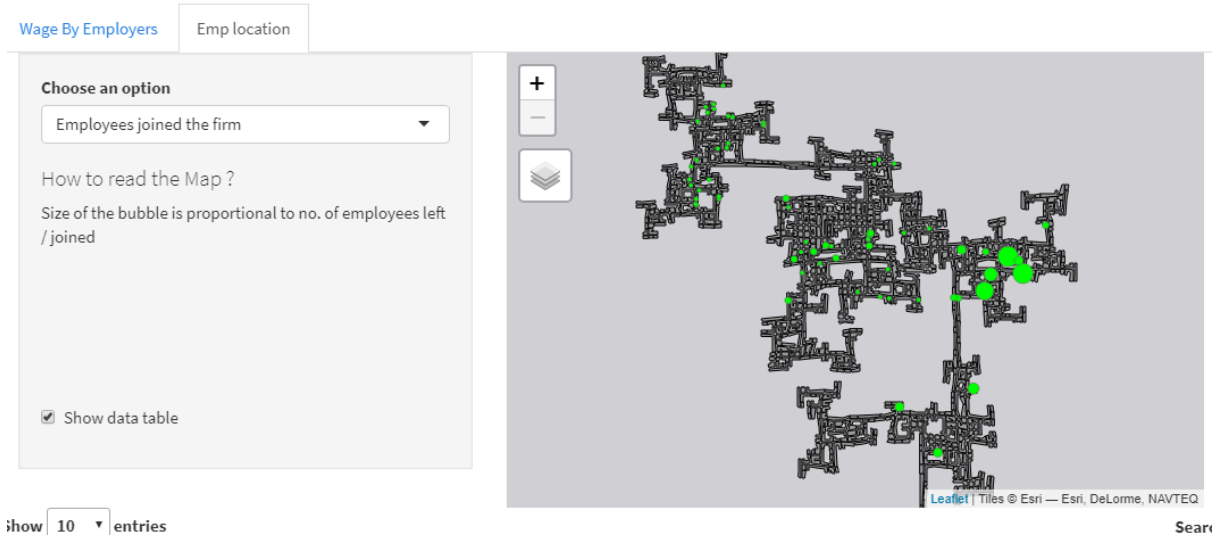 Wage By Employers
Emp location
Choose an option
Employees joined the firm
How to read the Map ?
Size of the bubble is proportional to no. of employees left
/ joined
Show data table
+
−
Leaflet | Tiles © Esri — Esri, DeLorme, NAVTEQ
Show 10 entries
Searc